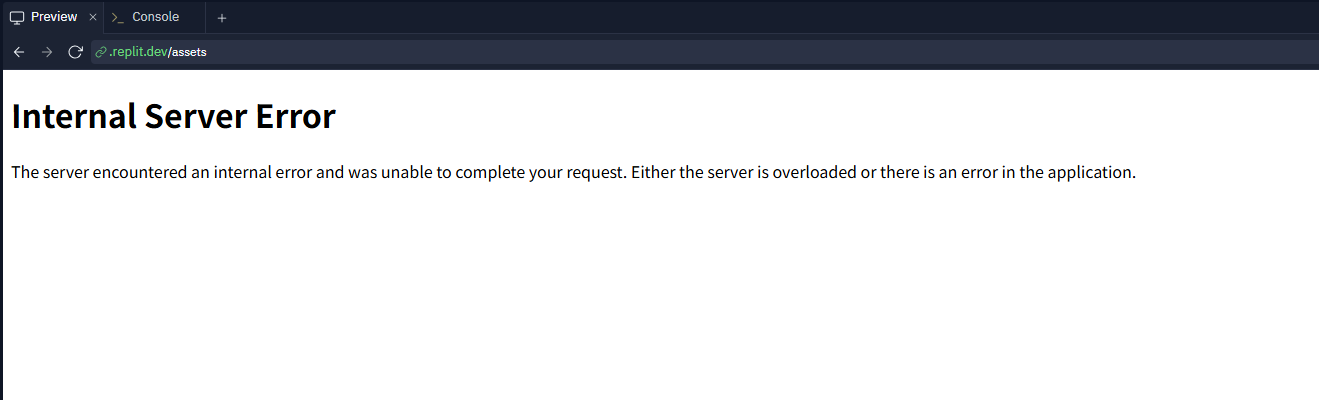 Preview Console
.replit.dev/assets
Internal Server Error
The server encountered an internal error and was unable to complete your request. Either the server is overloaded or there is an error in the application.